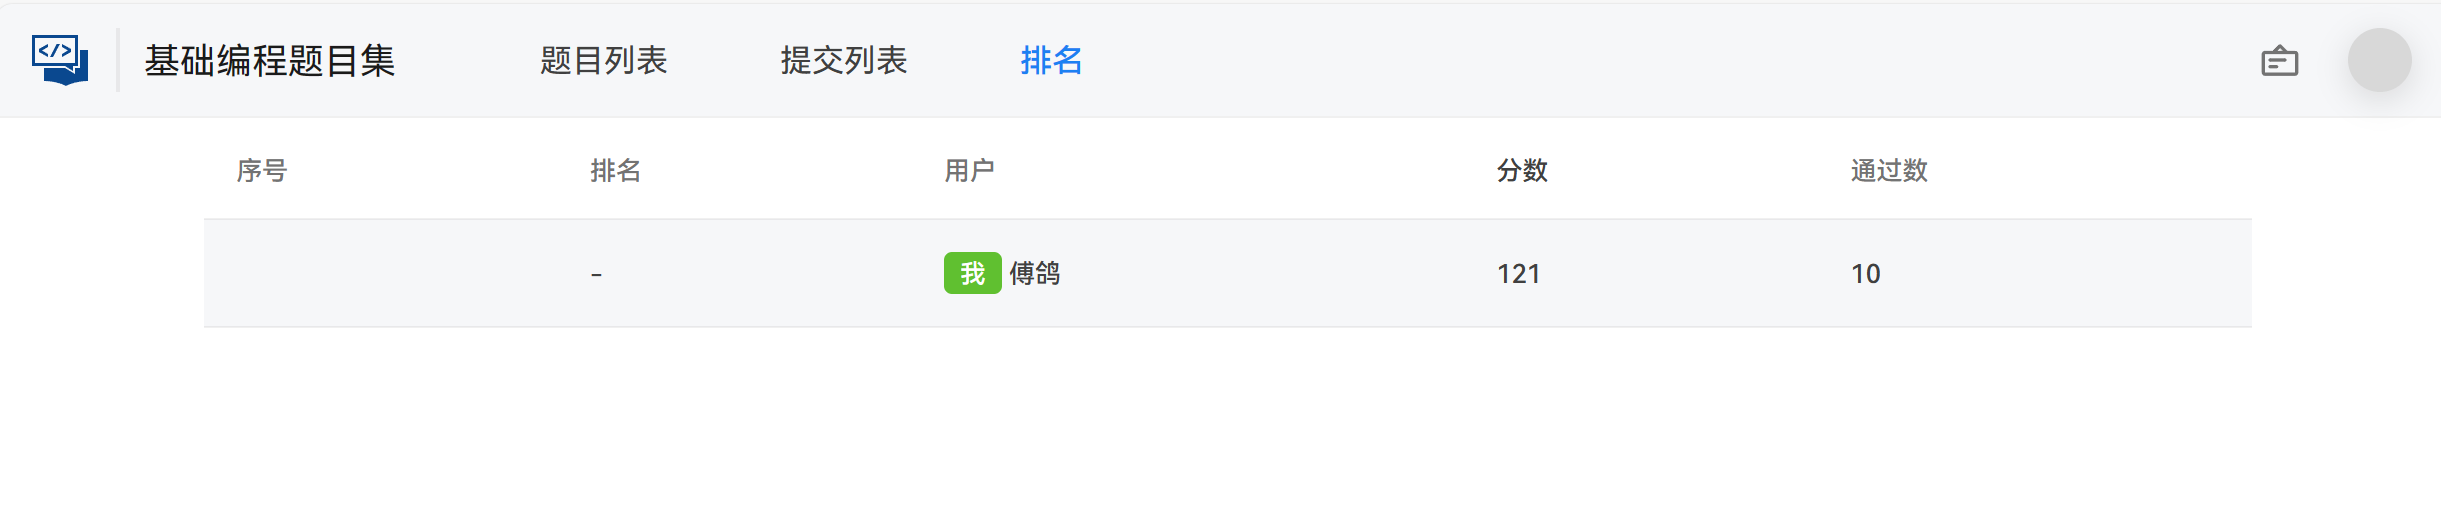 基础编程题目集 题目列表 提交列表 排名
序号 排名 用户 分数 通过数
- 我 傅鸽 121 10